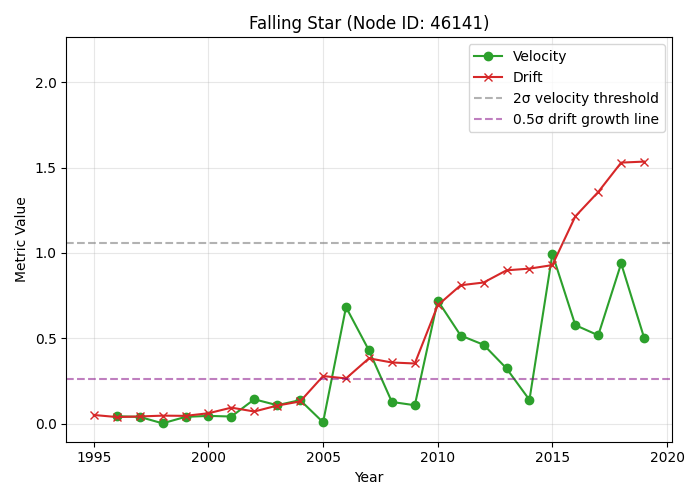 Falling Star (Node ID: 46141)
Velocity
Drift
2σ velocity threshold
0.5σ drift growth line
Metric Value
2.0
1.5
1.0
0.5
0.0
1995 2000 2005 2010 2015 2020
Year